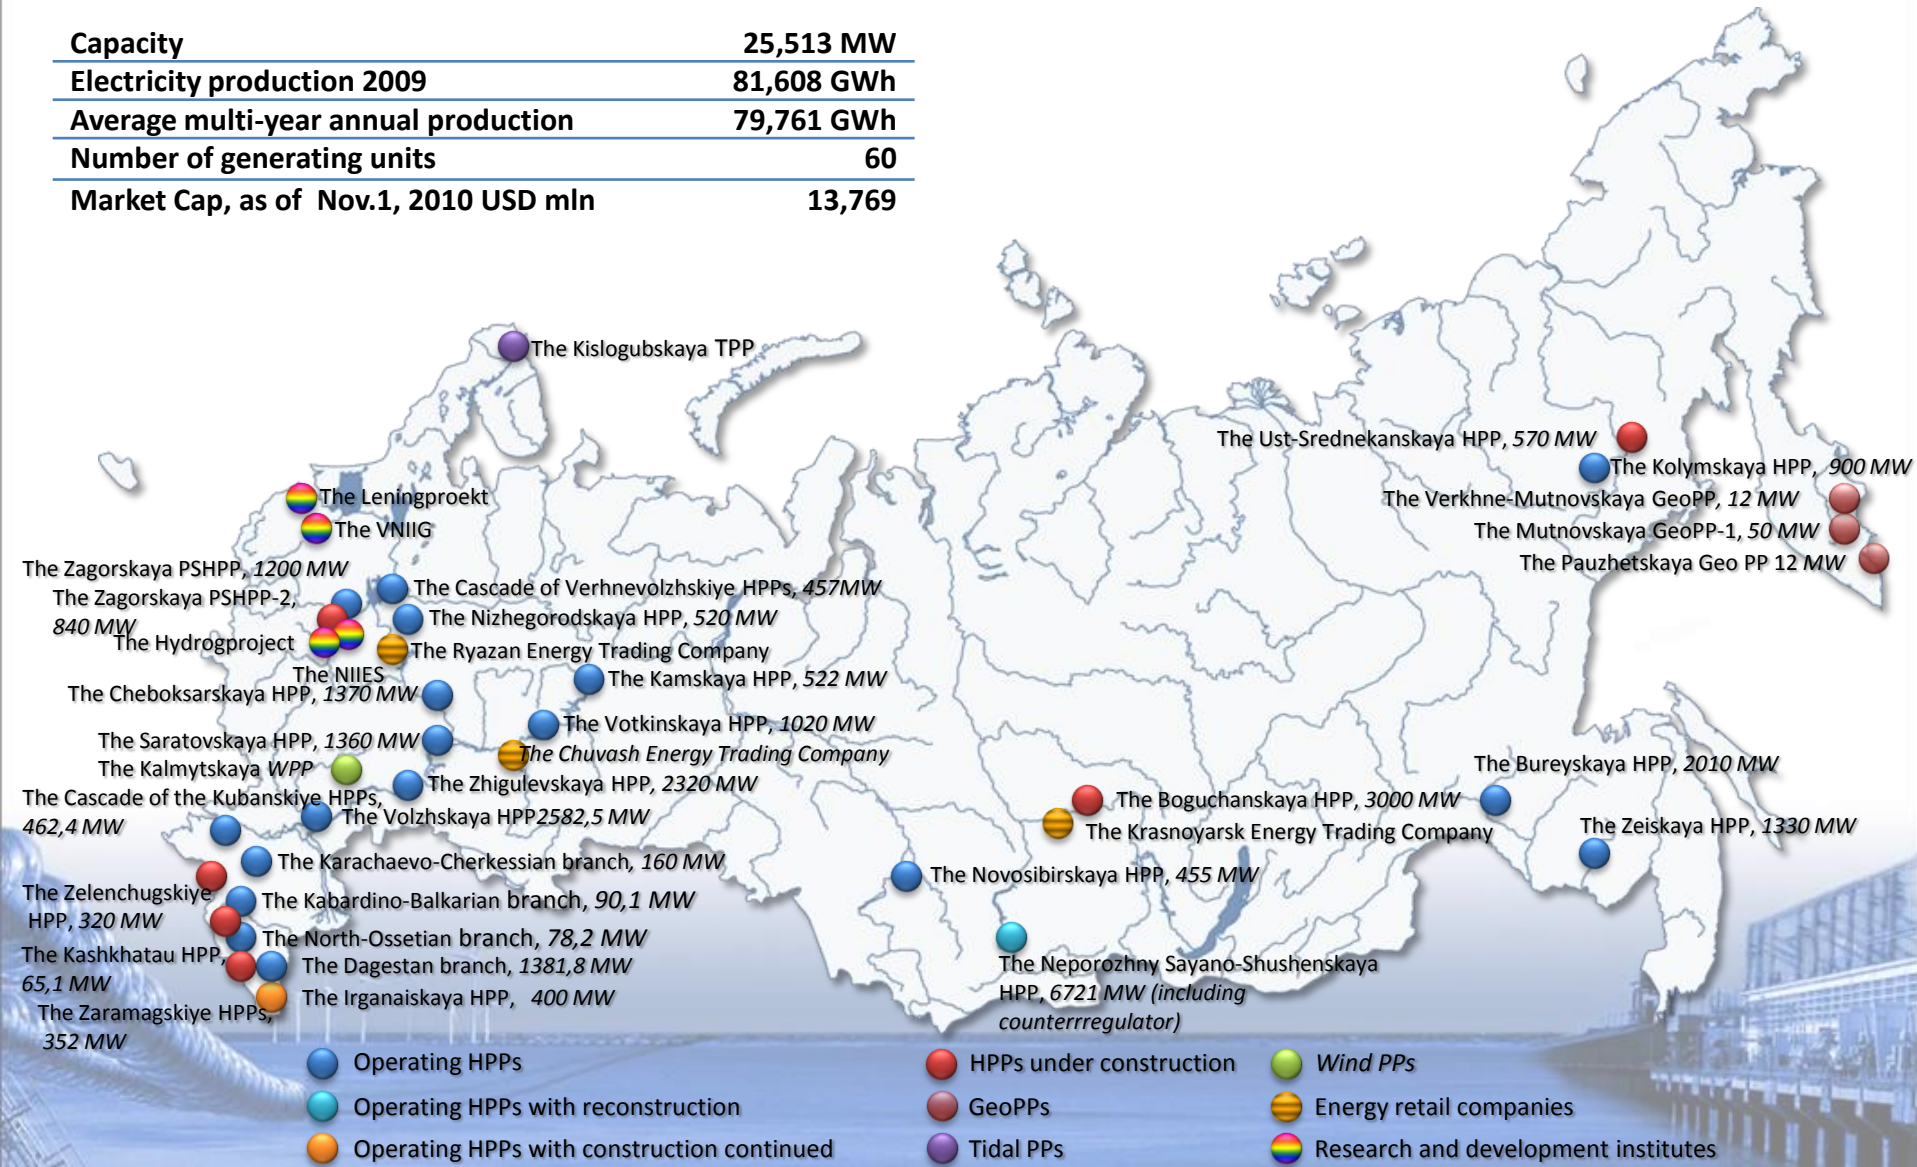 Capacity 25,513 MW
Electricity production 2009 81,608 GWh
Average multi-year annual production 79,761 GWh
Number of generating units 60
Market Cap, as of Nov.1, 2010 USD mln 13,769
The Kislogubskaya TPP
The Ust-Srednekanskaya HPP, 570 MW
The Kolymskaya HPP, 900 MW
The Verkhne-Mutnovskaya GeoPP, 12 MW
The Mutnovskaya GeoPP-1, 50 MW
The Pauzhetskaya Geo PP 12 MW
The Leningproekt
The VNIIG
The Zagorskaya PSHPP, 1200 MW
The Zagorskaya PSHPP-2,
840 MW
The Hydrogproject
The NIIES
The Cascade of Verhnevolzhskiye HPPs, 457MW
The Nizhegorodskaya HPP, 520 MW
The Ryazan Energy Trading Company
The Kamskaya HPP, 522 MW
The Cheboksarskaya HPP, 1370 MW
The Votkinskaya HPP, 1020 MW
The Saratovskaya HPP, 1360 MW
The Chuvash Energy Trading Company
The Kalmytskaya WPP
The Zhigulevskaya HPP, 2320 MW
The Cascade of the Kubanskiye HPPs,
462,4 MW
The Volzhskaya HPP2582,5 MW
The Karachaevo-Cherkessian branch, 160 MW
The Zelenchugskiye
HPP, 320 MW
The Kabardino-Balkarian branch, 90,1 MW
The North-Ossetian branch, 78,2 MW
The Kashkhatau HPP,
65,1 MW
The Dagestan branch, 1381,8 MW
The Irganaiskaya HPP, 400 MW
The Zaramagskiye HPPs,
352 MW
The Bureyskaya HPP, 2010 MW
The Boguchanskaya HPP, 3000 MW
The Krasnoyarsk Energy Trading Company
The Zeiskaya HPP, 1330 MW
The Novosibirskaya HPP, 455 MW
The Neporozhny Sayano-Shushenskaya
HPP, 6721 MW (including
counterrregulator)
Operating HPPs
HPPs under construction
Wind PPs
Operating HPPs with reconstruction
GeoPPs
Energy retail companies
Operating HPPs with construction continued
Tidal PPs
Research and development institutes